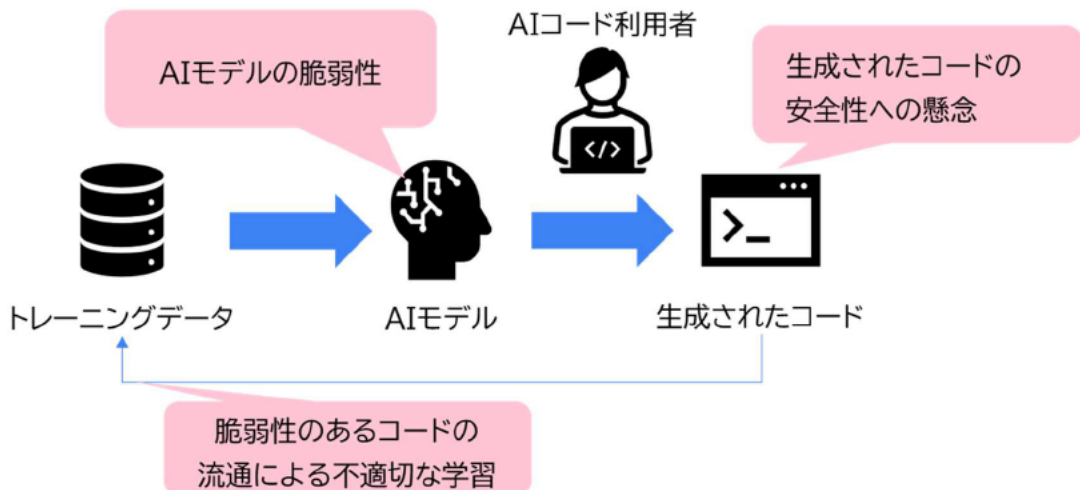 AIコード利用者
AIモデルの脆弱性
生成されたコードの
安全性への懸念
</>
>_
トレーニングデータ
AIモデル
生成されたコード
脆弱性のあるコードの
流通による不適切な学習